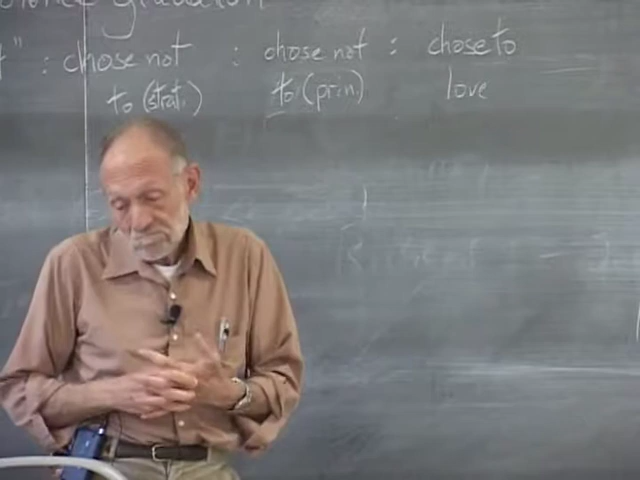 : chose not : chose not : chose to
to (strat.) to (prin.) love